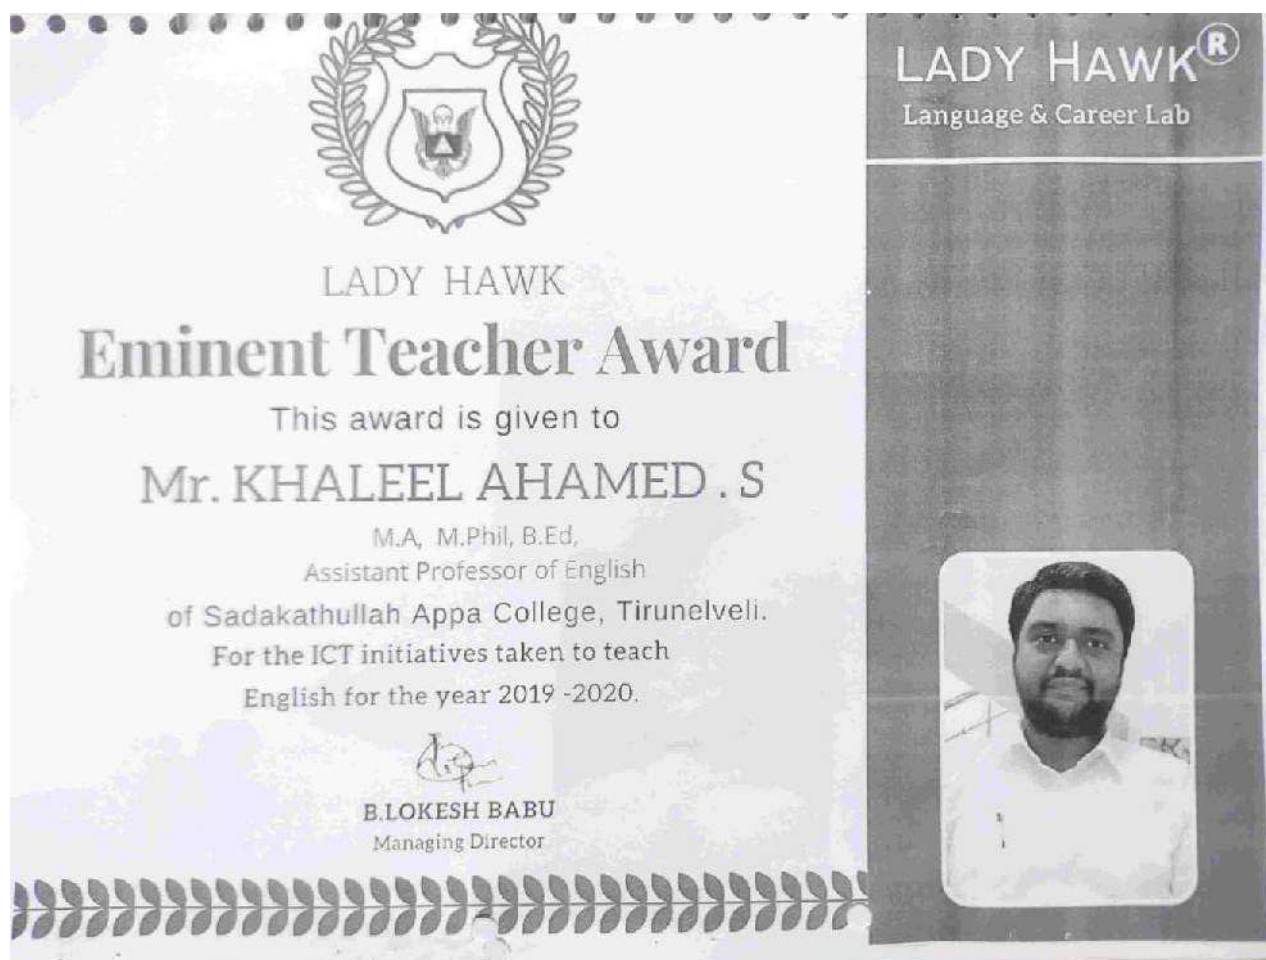 LADY HAWK®
Language & Career Lab
LADY HAWK
Eminent Teacher Award
This award is given to
Mr. KHALEEL AHAMED . S
M.A, M.Phil, B.Ed,
Assistant Professor of English
of Sadakathullah Appa College, Tirunelveli.
For the ICT initiatives taken to teach
English for the year 2019 -2020.
B.LOKESH BABU
Managing Director